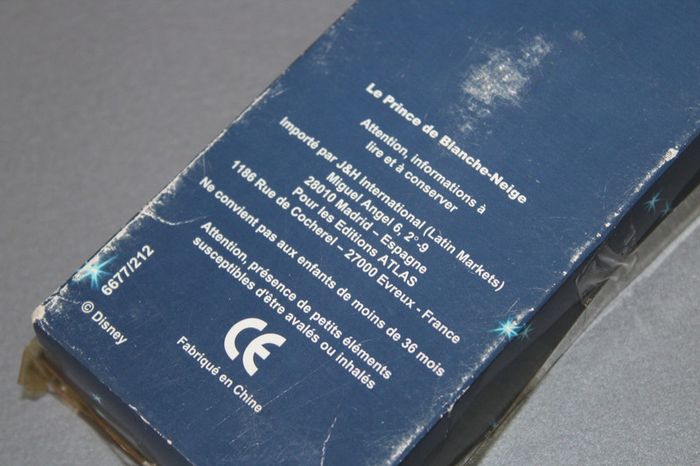 Le Prince de Blanche-Neige
Attention, informations à
lire et à conserver
Importé par J&H International (Latin Markets)
Miguel Angel 6, 2º-9
28010 Madrid - Espagne
Pour les Editions ATLAS
1186 Rue de Cocherel – 27000 Evreux - France
Ne convient pas aux enfants de moins de 36 mois
Attention, présence de petits éléments
susceptibles d'être avalés ou inhalés
CE
Fabriqué en Chine
6677/212
© Disney